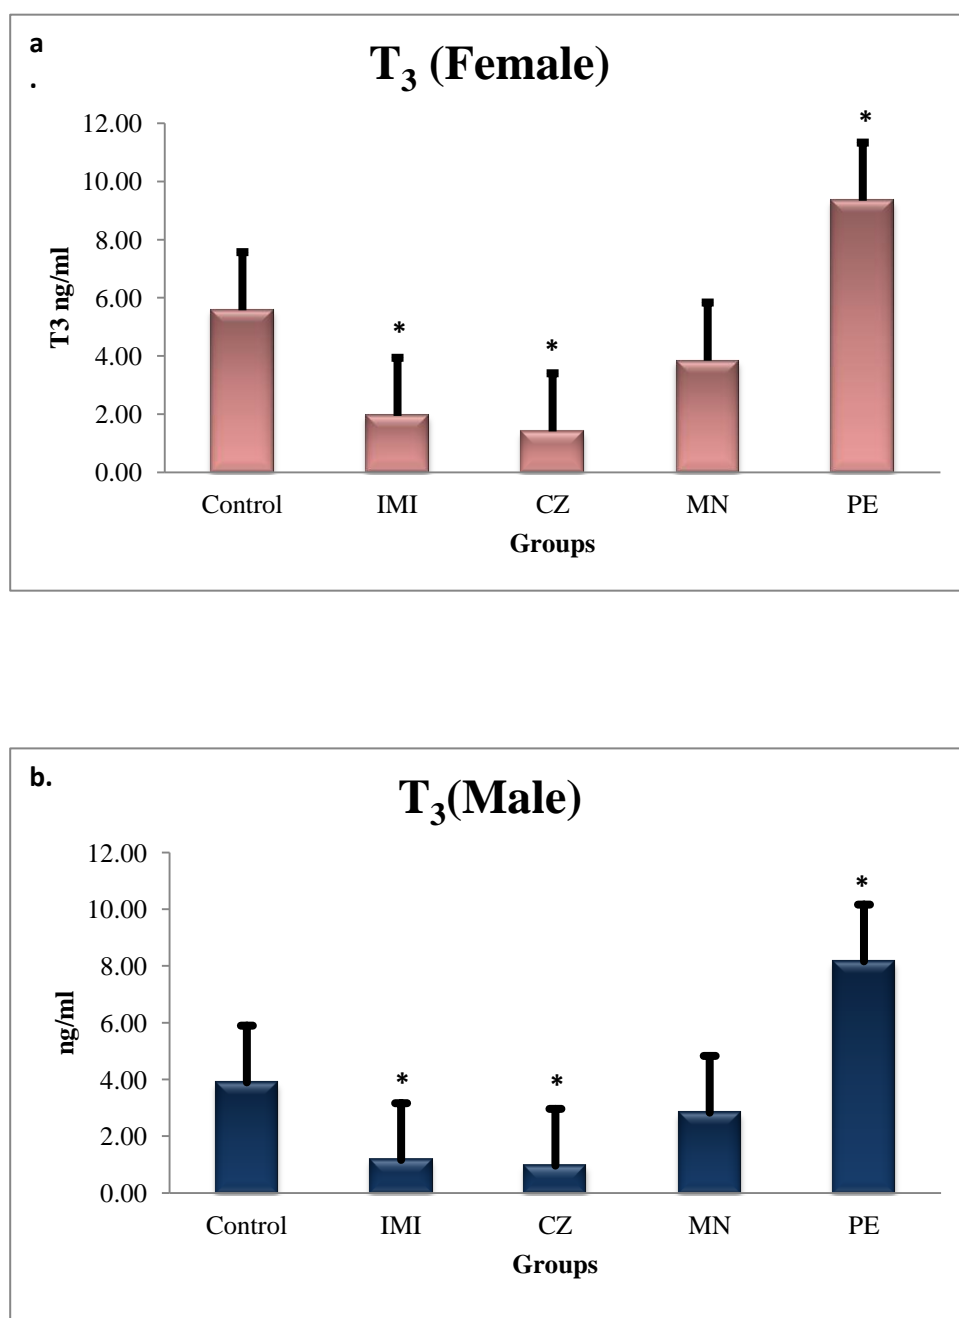 a
.
T3 (Female)
12.00
10.00
8.00
6.00
4.00
2.00
0.00
T3 ng/ml
*
*
*
Control IMI CZ MN PE
Groups
b.
T3(Male)
12.00
10.00
8.00
6.00
4.00
2.00
0.00
ng/ml
*
*
*
Control IMI CZ MN PE
Groups